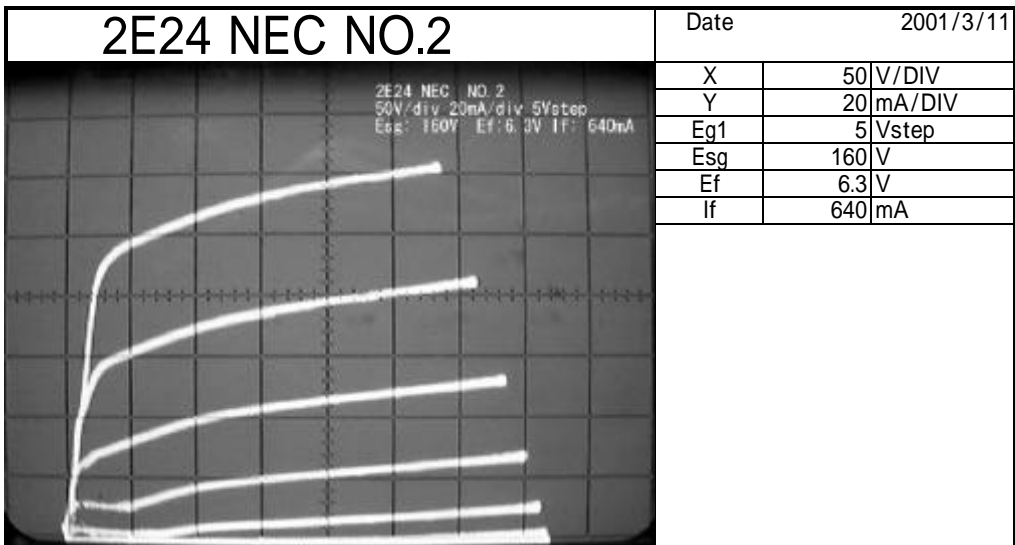 2E24 NEC NO.2
Date 2001/3/11
2E24 NEC NO.2
50V/div 20mA/div 5Vstep
Esg: 160V Ef:6.3V If: 640mA
X 50 V/DIV
Y 20 mA/DIV
Eg1 5 Vstep
Esg 160 V
Ef 6.3 V
If 640 mA